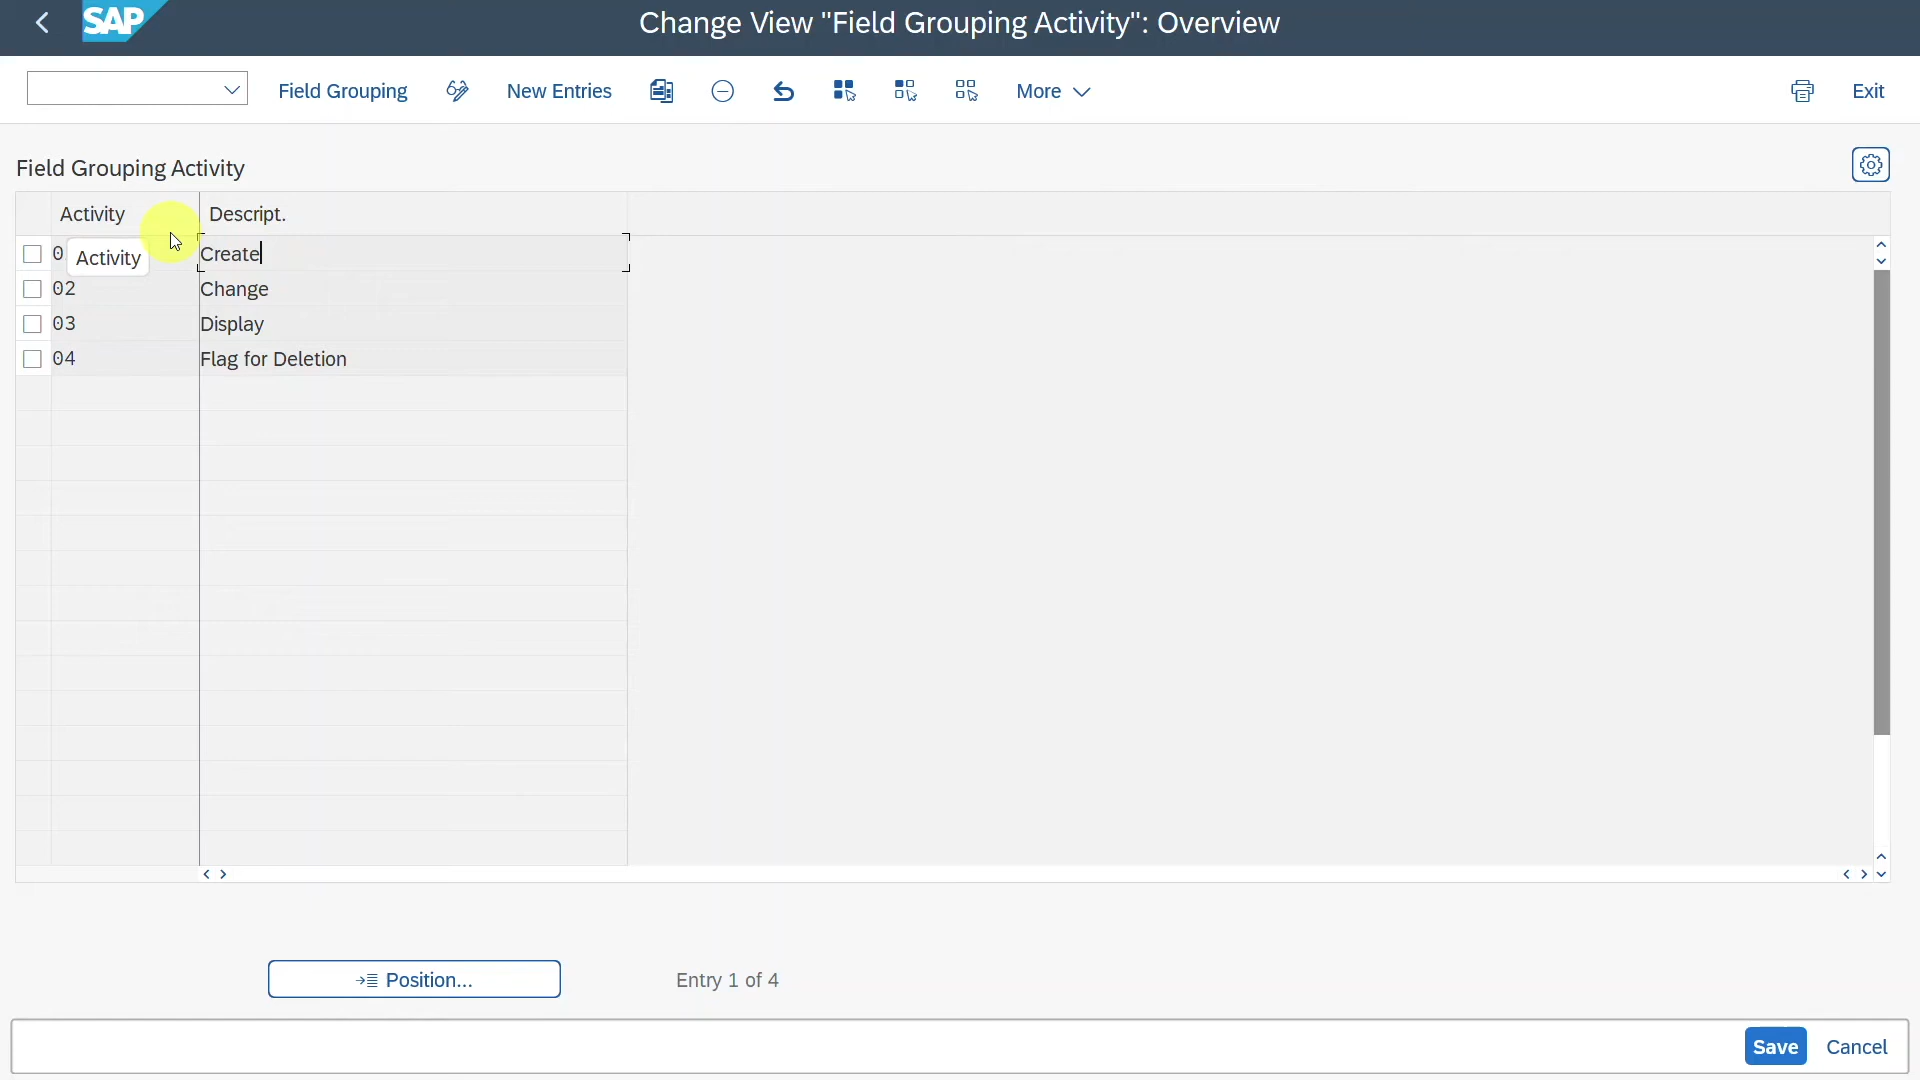 SAP
Change View "Field Grouping Activity": Overview
Field Grouping
New Entries
More
Exit
Field Grouping Activity
Activity
Descript.
0
Activity
Create
02
Change
03
Display
04
Flag for Deletion
Position...
Entry 1 of 4
Save
Cancel